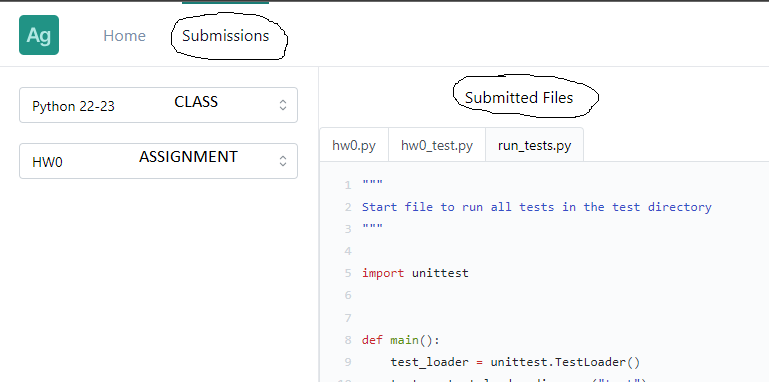 Ag Home Submissions
Python 22-23 CLASS
HW0 ASSIGNMENT
Submitted Files
hw0.py hw0_test.py run_tests.py
1 """
2 Start file to run all tests in the test directory
3 """
4
5 import unittest
6
7
8 def main():
9 test_loader = unittest.TestLoader()